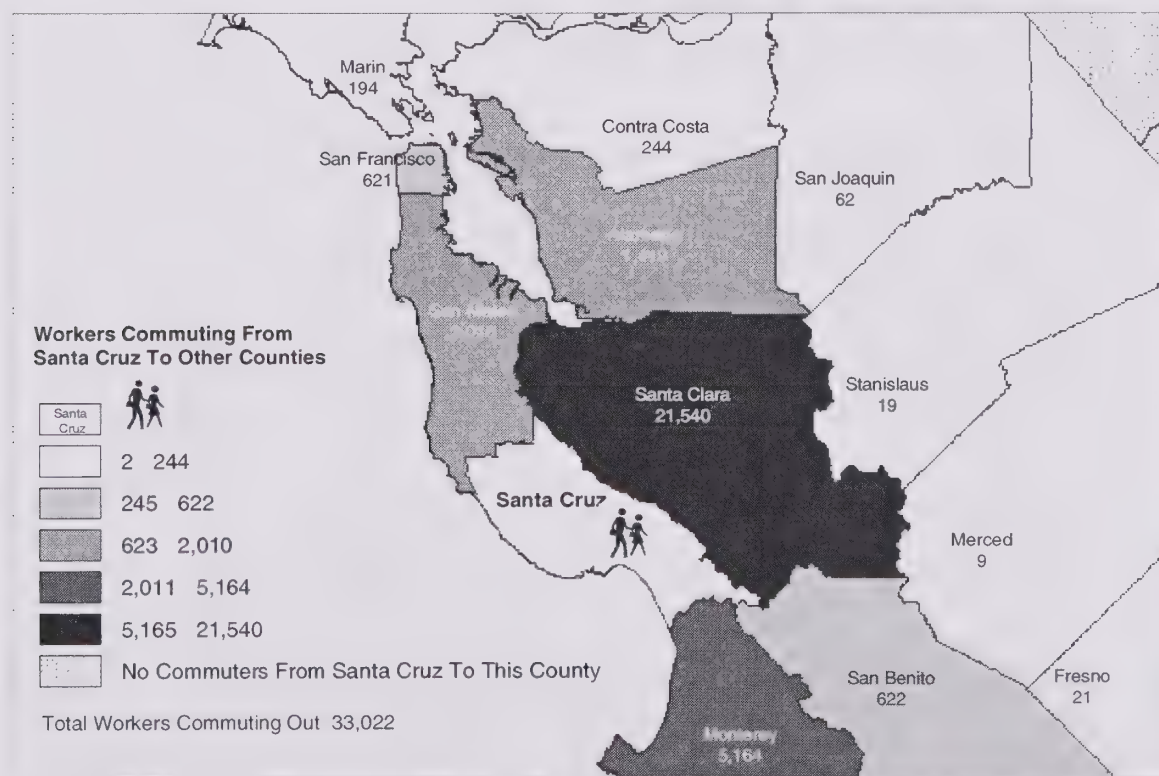 Marin
194
Contra Costa
244
San Francisco
621
San Joaquin
62
Workers Commuting From
Santa Cruz To Other Counties
Santa
Cruz
2 244
245 622
623 2,010
2,011 5,164
5,165 21,540
No Commuters From Santa Cruz To This County
Total Workers Commuting Out 33,022
Santa Clara
21,540
Stanislaus
19
Santa Cruz
Merced
9
San Benito
622
Fresno
21
Monterey
5,164